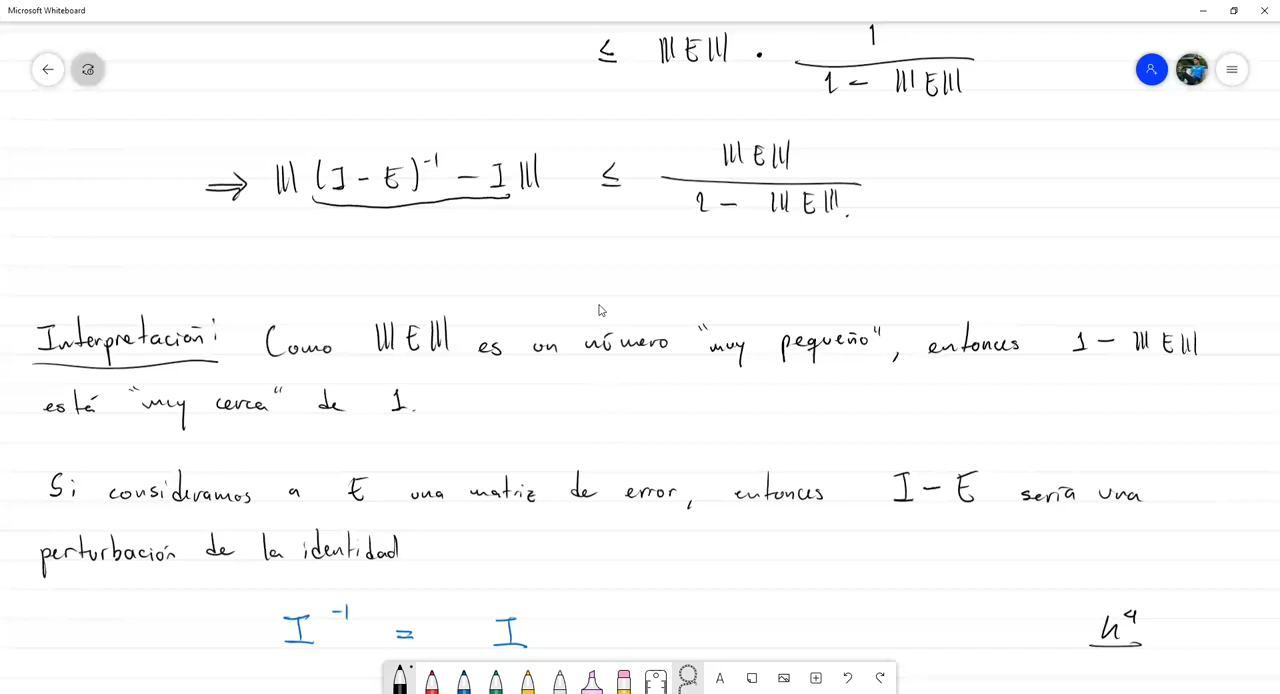 Microsoft Whiteboard
≤ |||E||| · 1 / (1 - |||E|||)
⇒ |||(I - E)⁻¹ - I||| ≤ |||E||| / (1 - |||E|||).
Interpretación: Como |||E||| es un número "muy pequeño", entonces 1 - |||E|||
está "muy cerca" de 1.
Si consideramos a E una matriz de error, entonces I - E sería una
perturbación de la identidad
I⁻¹ = I
h⁴
A